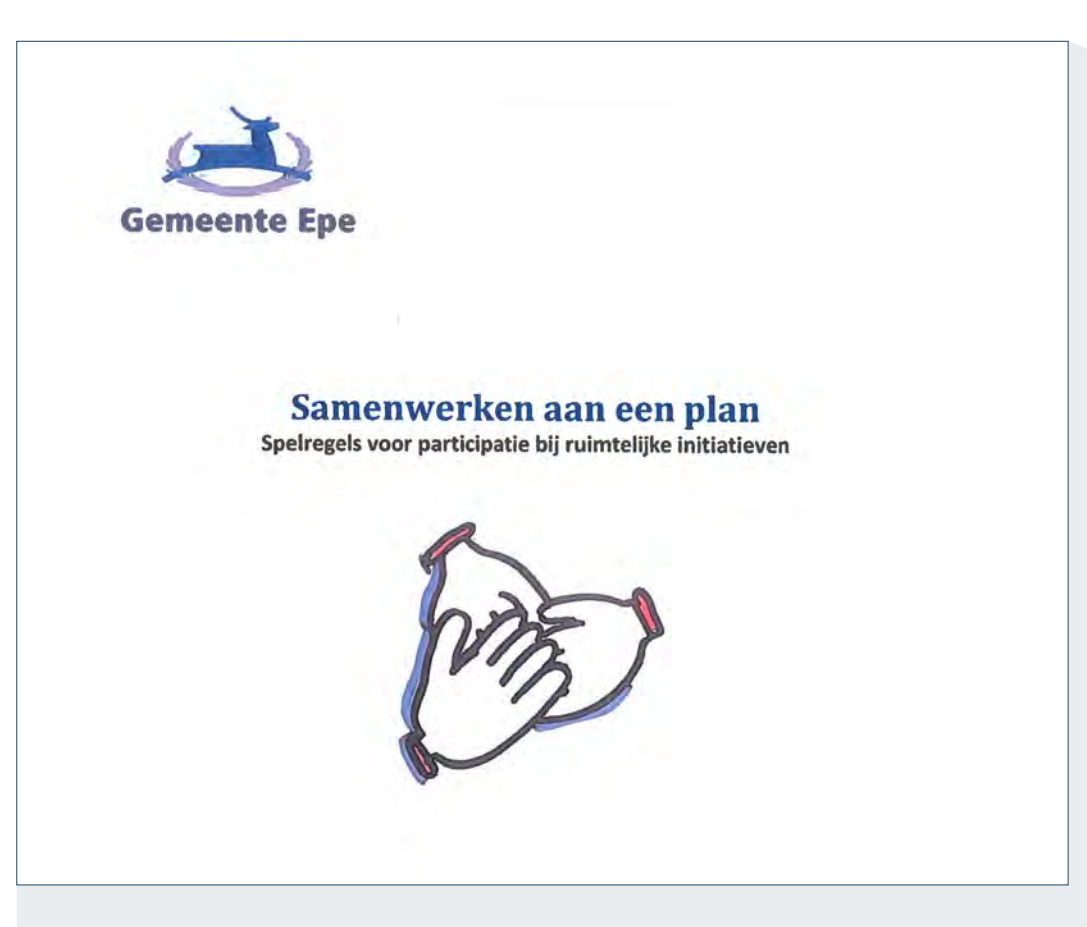 Gemeente Epe
Samenwerken aan een plan
Spelregels voor participatie bij ruimtelijke initiatieven